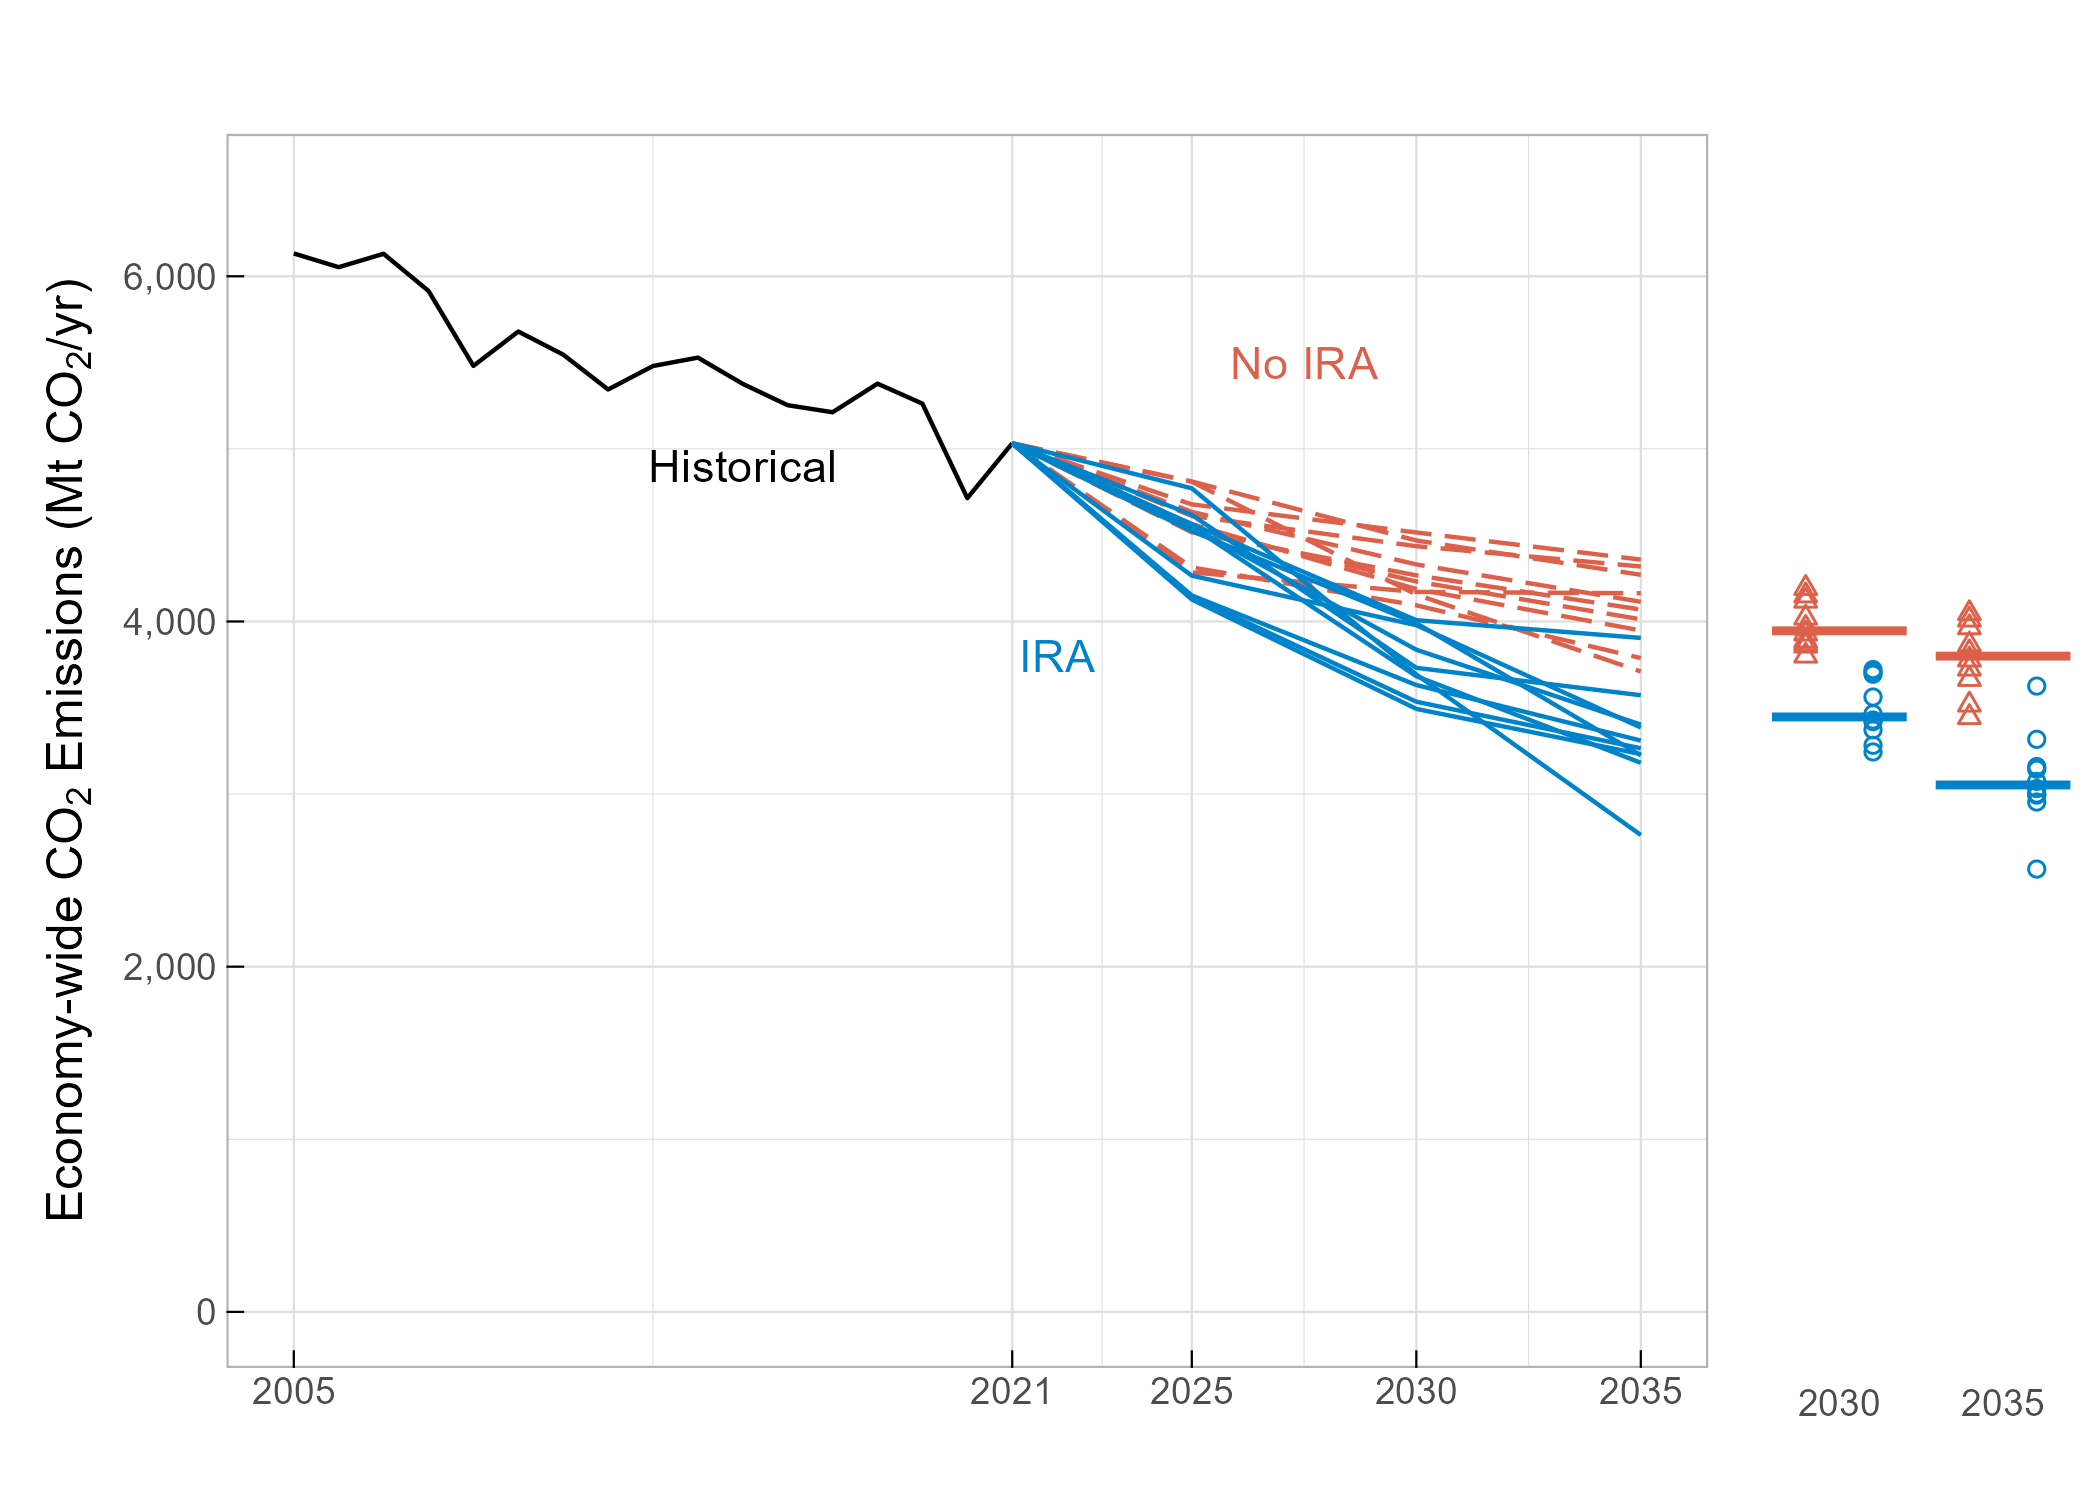 Economy-wide CO₂ Emissions (Mt CO₂/yr)
6,000
4,000
2,000
0
No IRA
Historical
IRA
2005
2021
2025
2030
2035
2030
2035